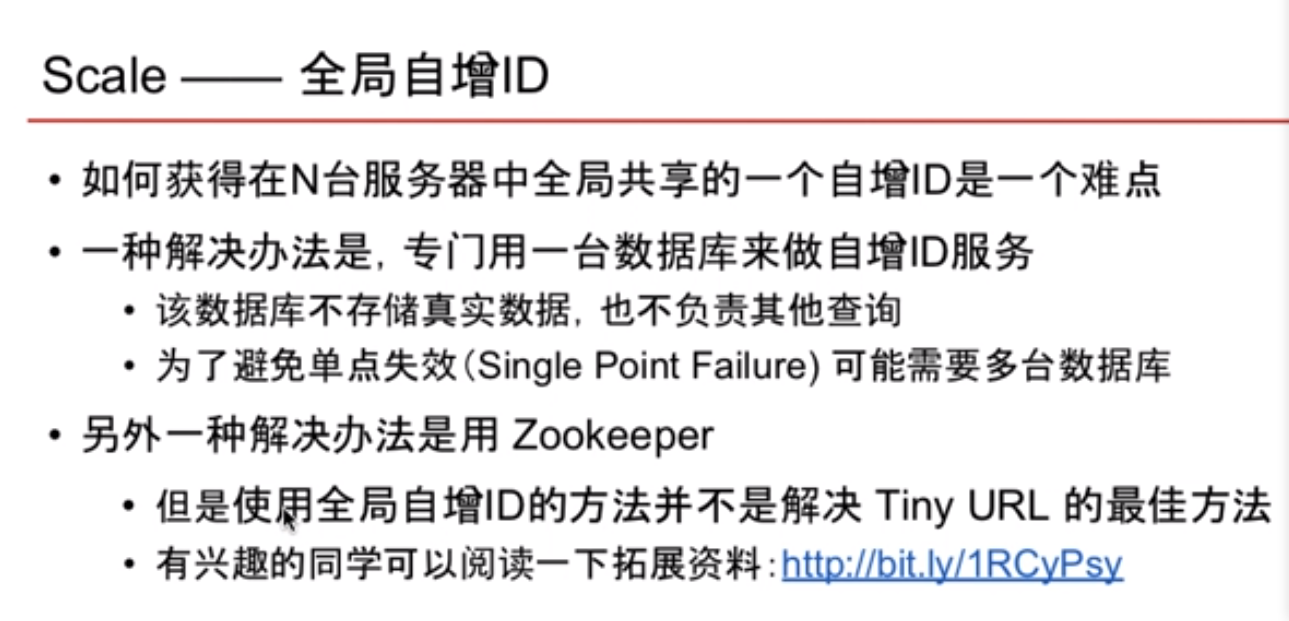 Scale —— 全局自增ID
• 如何获得在N台服务器中全局共享的一个自增ID是一个难点
• 一种解决办法是, 专门用一台数据库来做自增ID服务
• 该数据库不存储真实数据, 也不负责其他查询
• 为了避免单点失效(Single Point Failure) 可能需要多台数据库
• 另外一种解决办法是用 Zookeeper
• 但是使用全局自增ID的方法并不是解决 Tiny URL 的最佳方法
• 有兴趣的同学可以阅读一下拓展资料:http://bit.ly/1RCyPsy